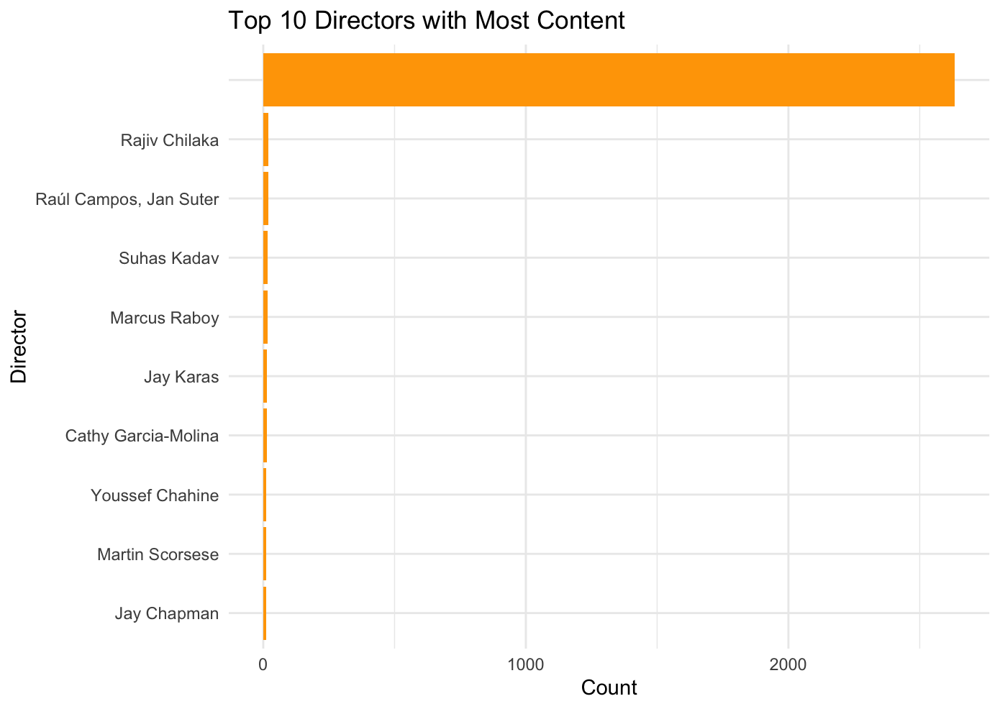 Top 10 Directors with Most Content
Rajiv Chilaka
Raúl Campos, Jan Suter
Suhas Kadav
Marcus Raboy
Jay Karas
Cathy Garcia-Molina
Youssef Chahine
Martin Scorsese
Jay Chapman
Director
0 1000 2000
Count